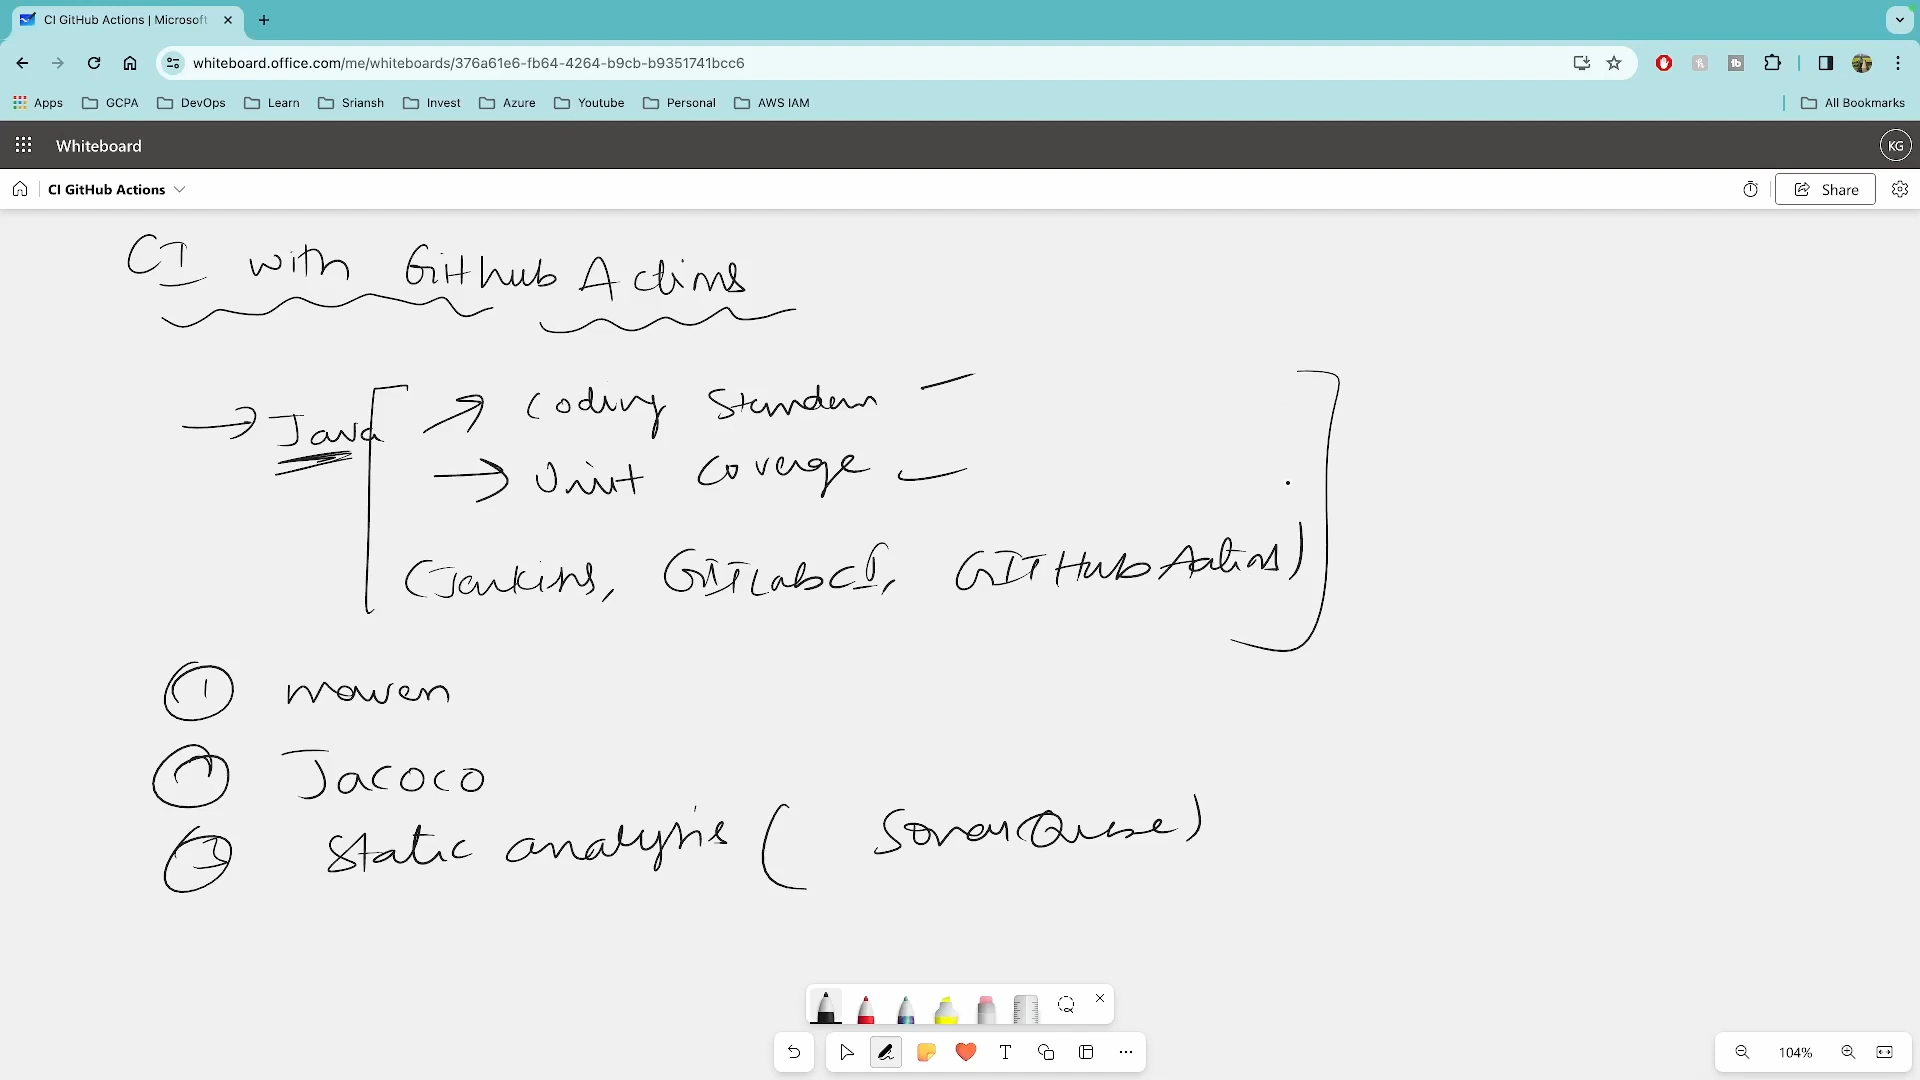 CI GitHub Actions | Microsoft
whiteboard.office.com/me/whiteboards/376a61e6-fb64-4264-b9cb-b9351741bcc6
Apps GCPA DevOps Learn Sriansh Invest Azure Youtube Personal AWS IAM All Bookmarks
Whiteboard KG
CI GitHub Actions Share
CI with Github Actions
→ Java → Coding
→ Unit Coverage
(Jenkins, GITLabCI, GITHub Actions)
① maven
② Jacoco
③ Static analysis ( SonarQube)
T
104%